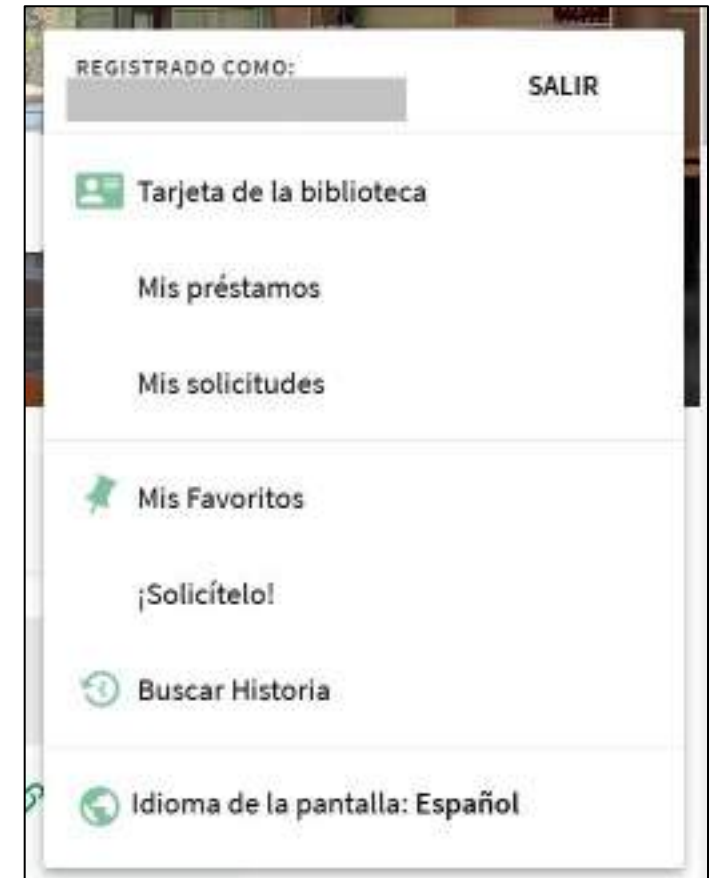 REGISTRADO COMO:
SALIR
Tarjeta de la biblioteca
Mis préstamos
Mis solicitudes
Mis Favoritos
¡Solicítelo!
Buscar Historia
Idioma de la pantalla: Español